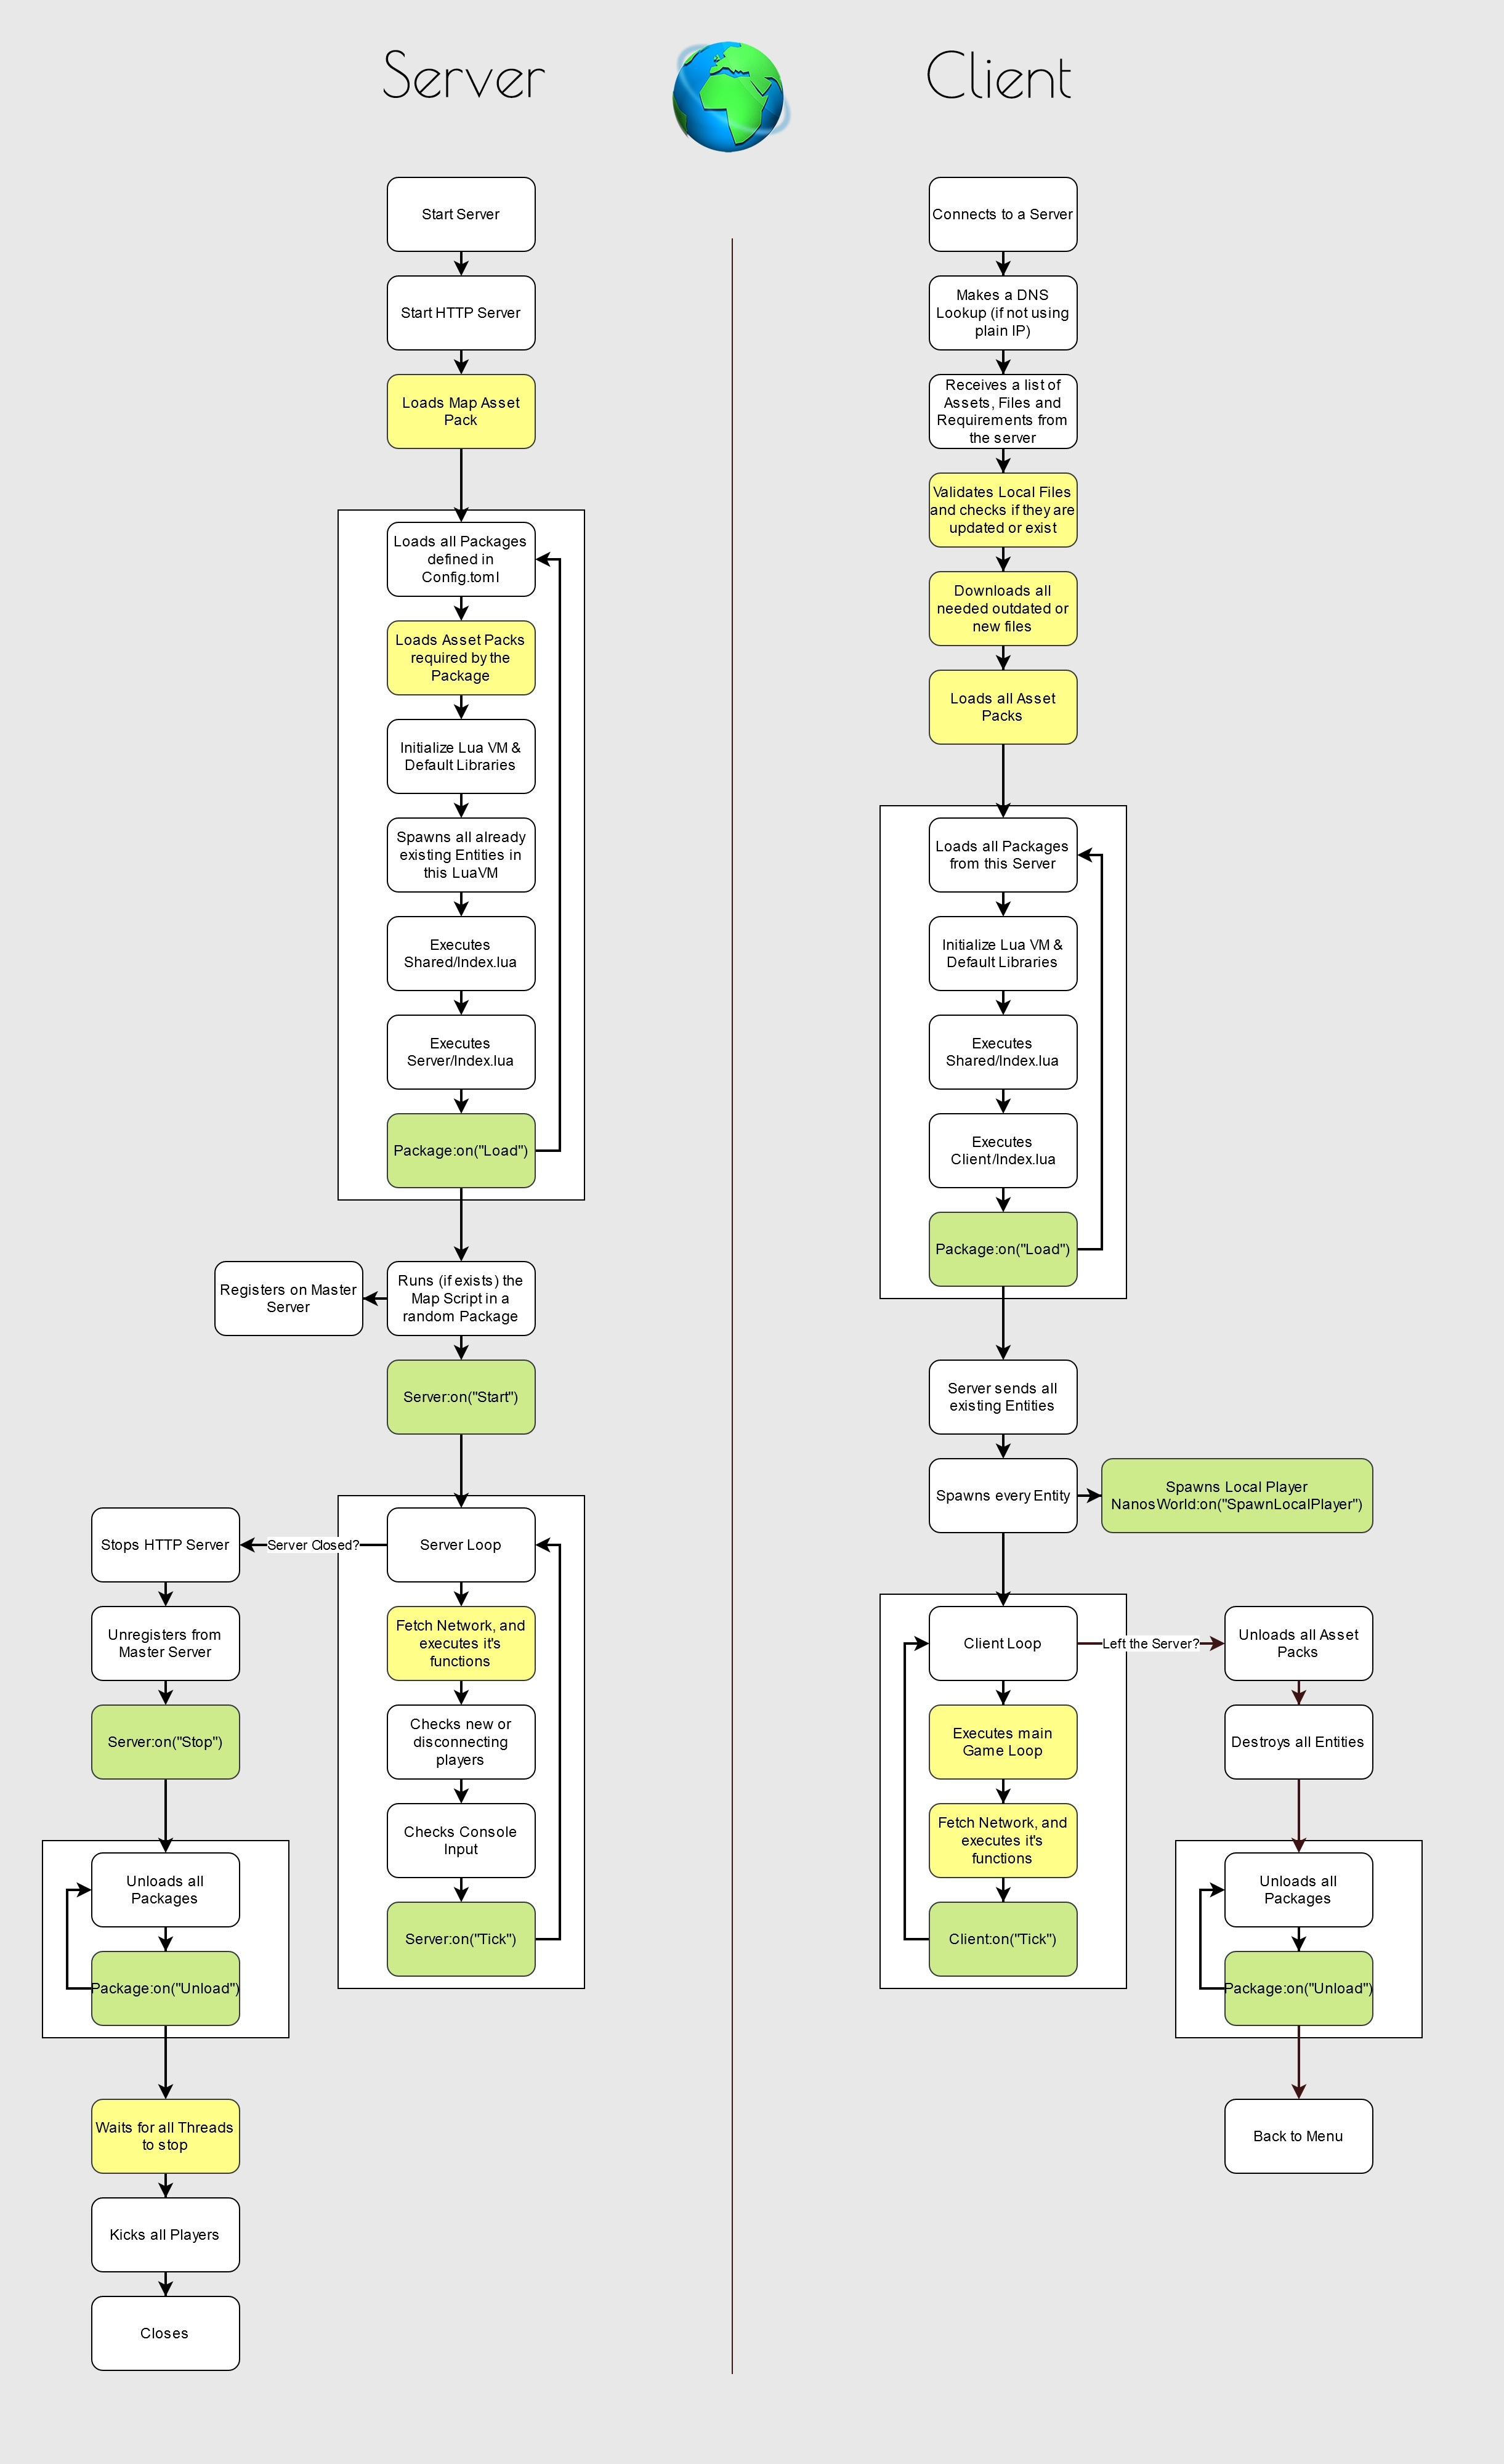 Server
Client
Start Server
Start HTTP Server
Loads Map Asset
Pack
Loads all Packages
defined in
Config.toml
Loads Asset Packs
required by the
Package
Initialize Lua VM &
Default Libraries
Spawns all already
existing Entities in
this LuaVM
Executes
Shared/Index.lua
Executes
Server/Index.lua
Package:on("Load")
Registers on Master
Server
Runs (if exists) the
Map Script in a
random Package
Server:on("Start")
Stops HTTP Server
Server Closed?
Server Loop
Fetch Network, and
executes it's
functions
Checks new or
disconnecting
players
Checks Console
Input
Server:on("Tick")
Unregisters from
Master Server
Server:on("Stop")
Unloads all
Packages
Package:on("Unload")
Waits for all Threads
to stop
Kicks all Players
Closes
Connects to a Server
Makes a DNS
Lookup (if not using
plain IP)
Receives a list of
Assets, Files and
Requirements from
the server
Validates Local Files
and checks if they are
updated or exist
Downloads all
needed outdated or
new files
Loads all Asset
Packs
Loads all Packages
from this Server
Initialize Lua VM &
Default Libraries
Executes
Shared/Index.lua
Executes
Client/Index.lua
Package:on("Load")
Server sends all
existing Entities
Spawns every Entity
Spawns Local Player
NanosWorld:on("SpawnLocalPlayer")
Client Loop
Left the Server?
Executes main
Game Loop
Fetch Network, and
executes it's
functions
Client:on("Tick")
Unloads all Asset
Packs
Destroys all Entities
Unloads all
Packages
Package:on("Unload")
Back to Menu